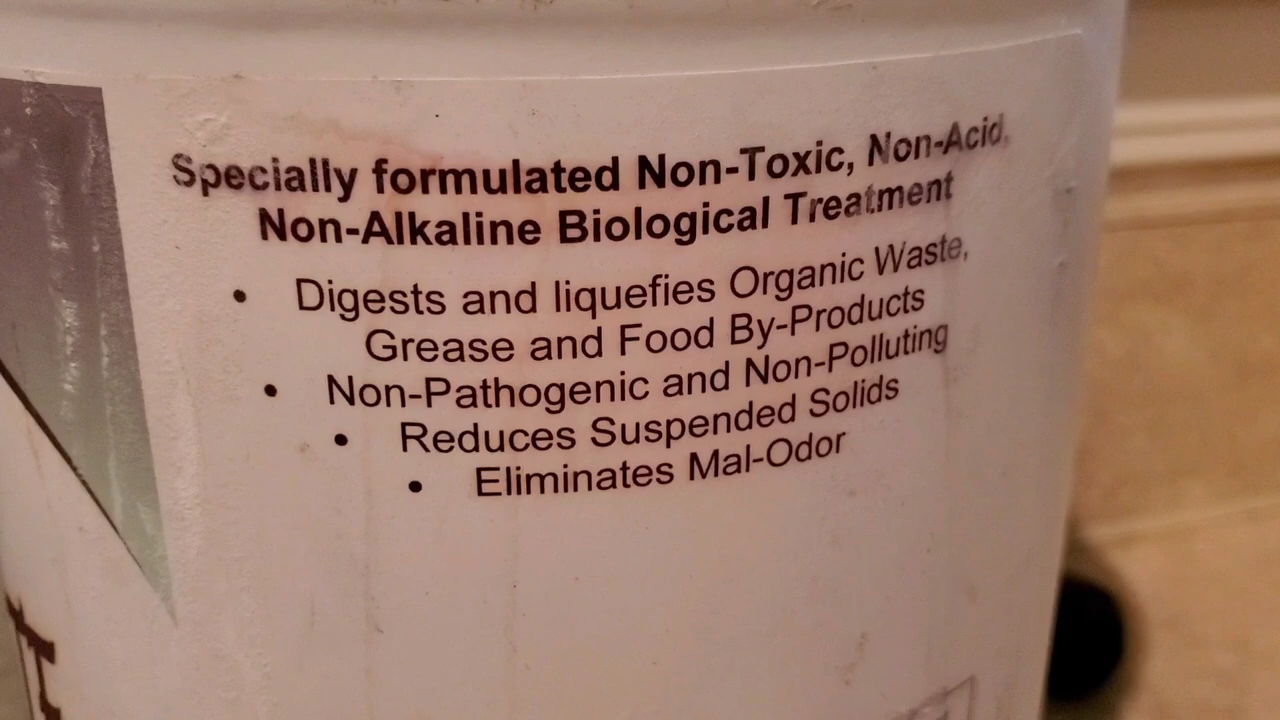 Specially formulated Non-Toxic, Non-Acid,
Non-Alkaline Biological Treatment
• Digests and liquefies Organic Waste,
Grease and Food By-Products
• Non-Pathogenic and Non-Polluting
• Reduces Suspended Solids
• Eliminates Mal-Odor